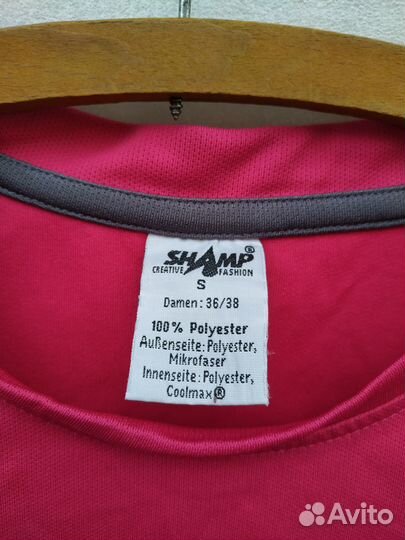 SHAMP®
CREATIVE FASHION
S
Damen: 36/38
100% Polyester
Außenseite: Polyester,
Mikrofaser
Innenseite: Polyester,
Coolmax®
Avito